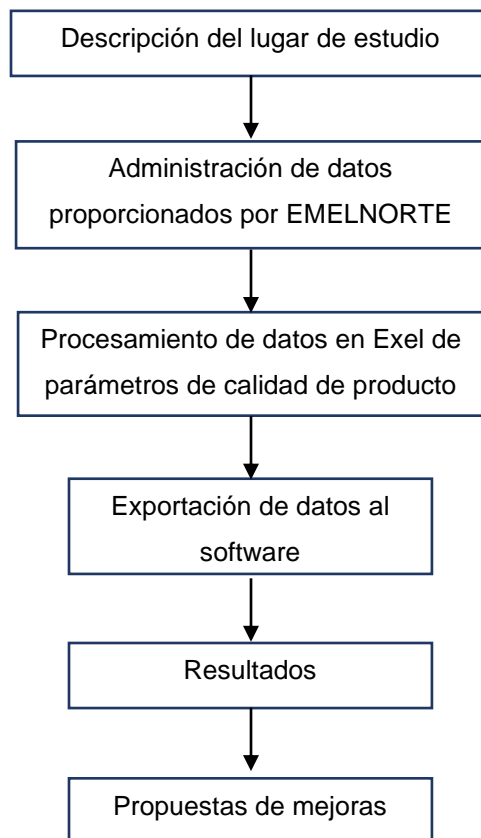 Descripción del lugar de estudio
Administración de datos
proporcionados por EMELNORTE
Procesamiento de datos en Exel de
parámetros de calidad de producto
Exportación de datos al
software
Resultados
Propuestas de mejoras